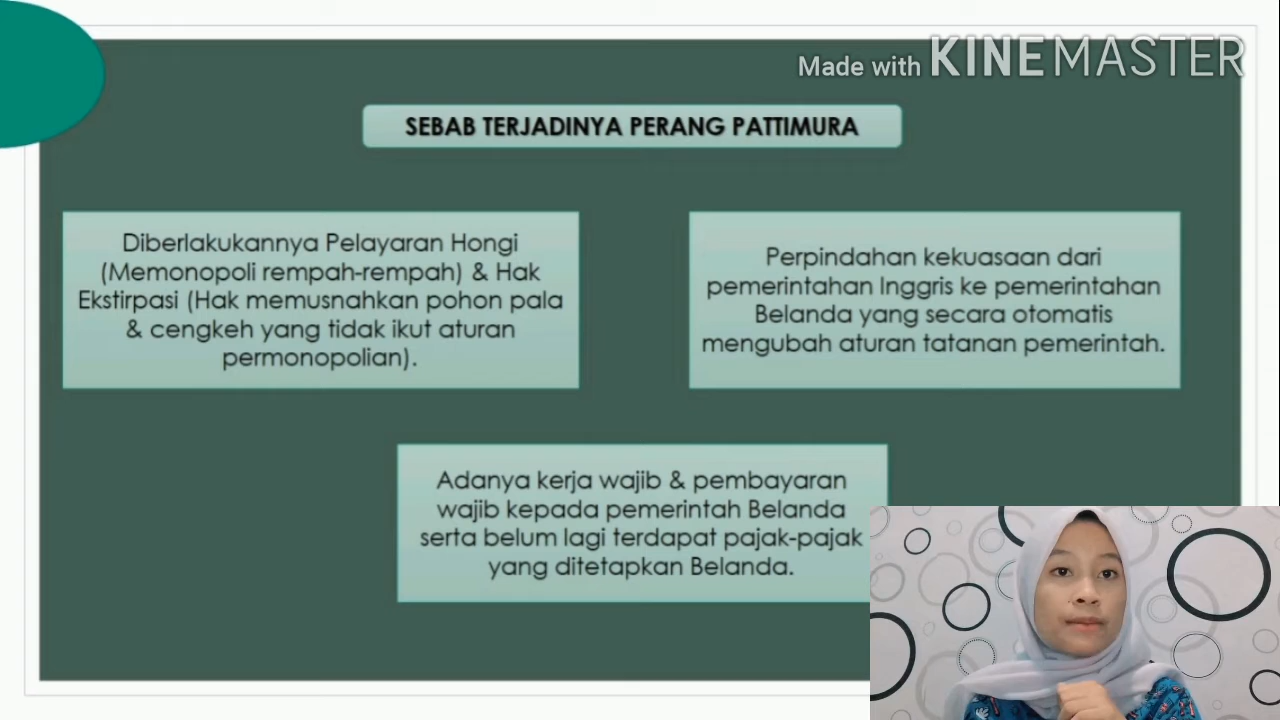 Made with KINEMASTER
SEBAB TERJADINYA PERANG PATTIMURA
Diberlakukannya Pelayaran Hongi
(Memonopoli rempah-rempah) & Hak
Ekstirpasi (Hak memusnahkan pohon pala
& cengkeh yang tidak ikut aturan
permonopolian).
Perpindahan kekuasaan dari
pemerintahan Inggris ke pemerintahan
Belanda yang secara otomatis
mengubah aturan tatanan pemerintah.
Adanya kerja wajib & pembayaran
wajib kepada pemerintah Belanda
serta belum lagi terdapat pajak-pajak
yang ditetapkan Belanda.